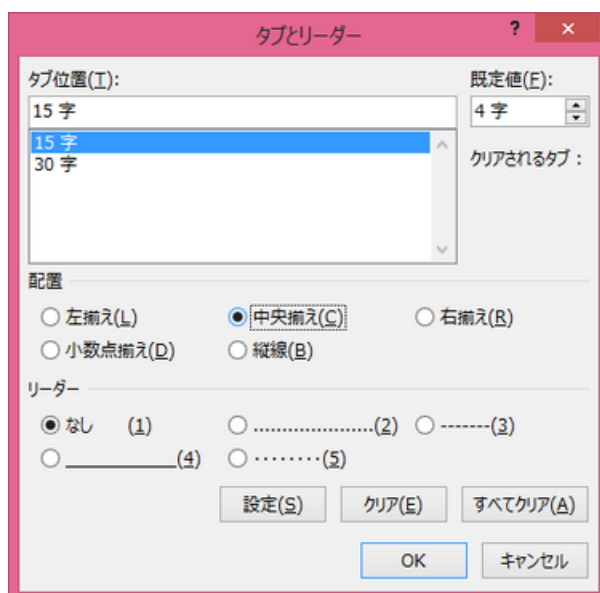 タブとリーダー ? ×
タブ位置(T): 既定値(F):
15 字 4 字
15 字
30 字
クリアされるタブ :
配置
左揃え(L) 中央揃え(C) 右揃え(R)
小数点揃え(D) 縦線(B)
リーダー
なし (1) .....................(2) -------(3)
____________(4) ········(5)
設定(S) クリア(E) すべてクリア(A)
OK キャンセル